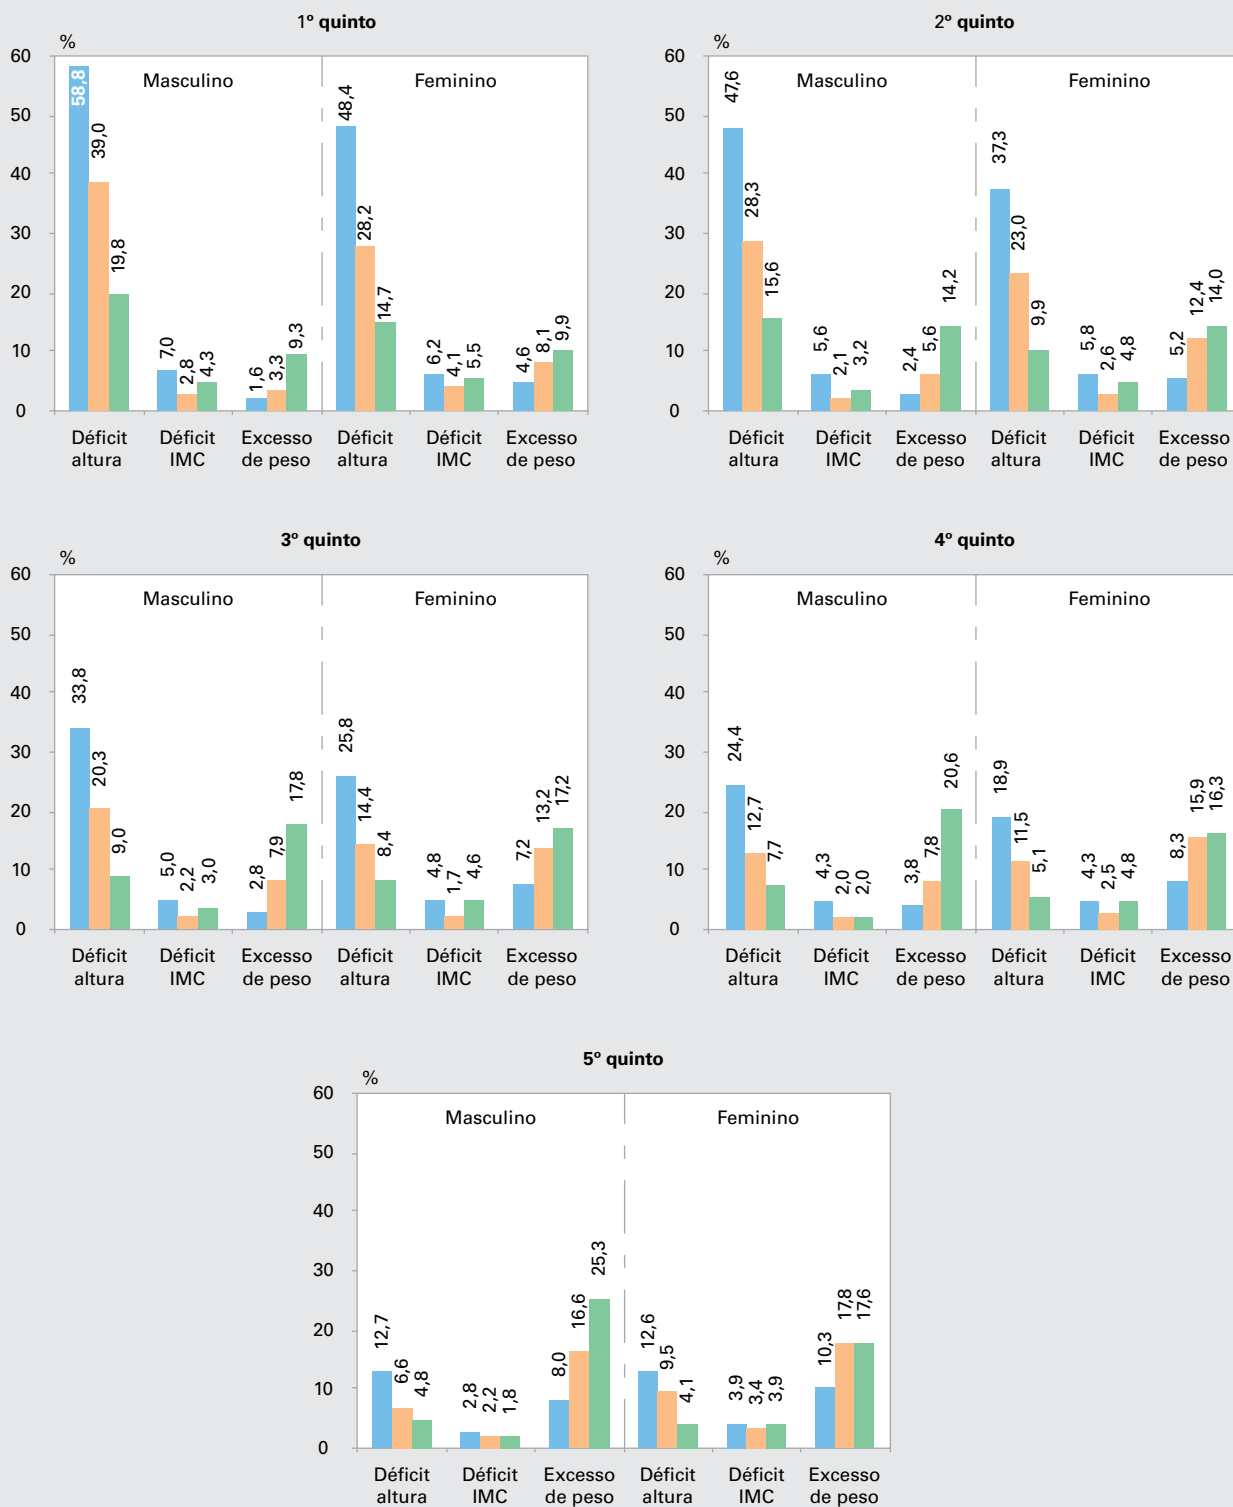 1º quinto
%
60
50
40
30
20
10
0
Masculino
Feminino
58,8
39,0
19,8
7,0
2,8
4,3
1,6
3,3
9,3
48,4
28,2
14,7
6,2
4,1
5,5
4,6
8,1
9,9
Déficit altura
Déficit IMC
Excesso de peso
Déficit altura
Déficit IMC
Excesso de peso
2º quinto
%
60
50
40
30
20
10
0
Masculino
Feminino
47,6
28,3
15,6
5,6
2,1
3,2
2,4
5,6
14,2
37,3
23,0
9,9
5,8
2,6
4,8
5,2
12,4
14,0
Déficit altura
Déficit IMC
Excesso de peso
Déficit altura
Déficit IMC
Excesso de peso
3º quinto
%
60
50
40
30
20
10
0
Masculino
Feminino
33,8
20,3
9,0
5,0
2,2
3,0
2,8
7,9
17,8
25,8
14,4
8,4
4,8
1,7
4,6
7,2
13,2
17,2
Déficit altura
Déficit IMC
Excesso de peso
Déficit altura
Déficit IMC
Excesso de peso
4º quinto
%
60
50
40
30
20
10
0
Masculino
Feminino
24,4
12,7
7,7
4,3
2,0
2,0
3,8
7,8
20,6
18,9
11,5
5,1
4,3
2,5
4,8
8,3
15,9
16,3
Déficit altura
Déficit IMC
Excesso de peso
Déficit altura
Déficit IMC
Excesso de peso
5º quinto
%
60
50
40
30
20
10
0
Masculino
Feminino
12,7
6,6
4,8
2,8
2,2
1,8
8,0
16,6
25,3
12,6
9,5
4,1
3,9
3,4
3,9
10,3
17,8
17,6
Déficit altura
Déficit IMC
Excesso de peso
Déficit altura
Déficit IMC
Excesso de peso